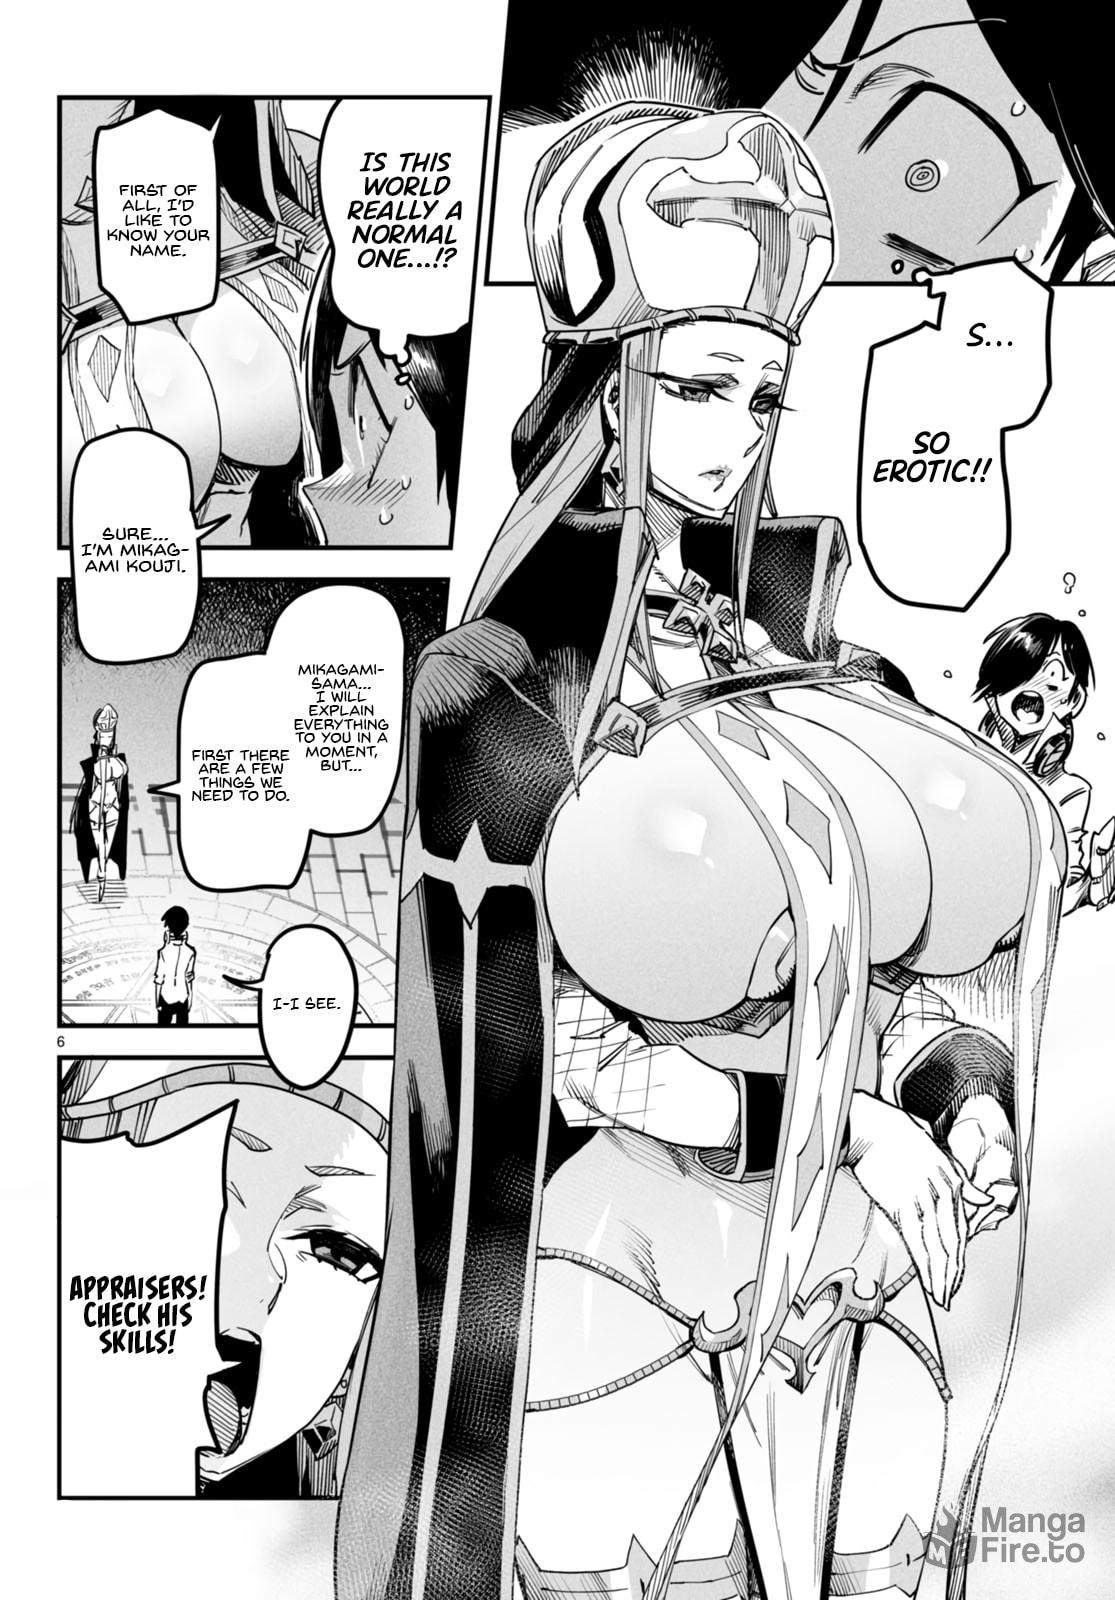 S...
SO
EROTIC!!
IS THIS
WORLD
REALLY A
NORMAL
ONE...!?
FIRST OF
ALL, I'D
LIKE TO
KNOW YOUR
NAME.
SURE...
I'M MIKAG-
AMI KOUJI.
MIKAGAMI-
SAMA...
I WILL
EXPLAIN
EVERYTHING
TO YOU IN A
MOMENT,
BUT...
FIRST THERE
ARE A FEW
THINGS WE
NEED TO DO.
I-I SEE.
6
APPRAISERS!
CHECK HIS
SKILLS!
Manga
Fire.to